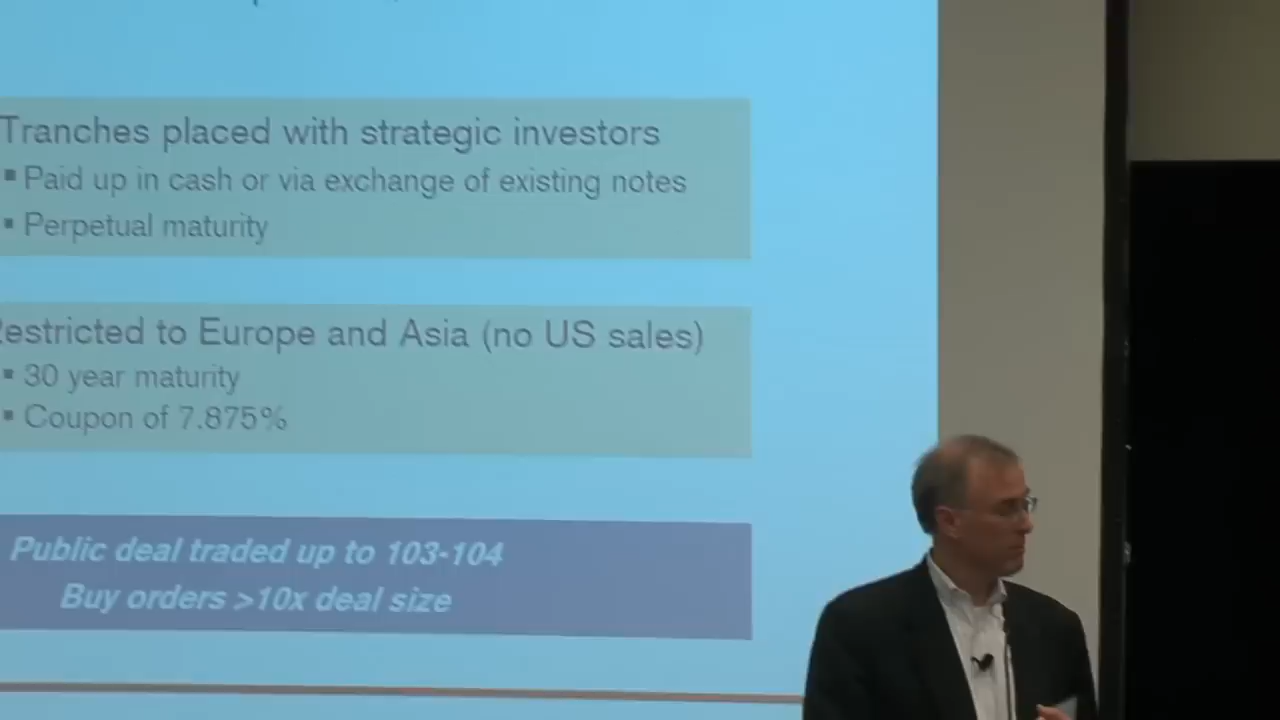 Tranches placed with strategic investors
▪ Paid up in cash or via exchange of existing notes
▪ Perpetual maturity
Restricted to Europe and Asia (no US sales)
▪ 30 year maturity
▪ Coupon of 7.875%
Public deal traded up to 103-104
Buy orders >10x deal size